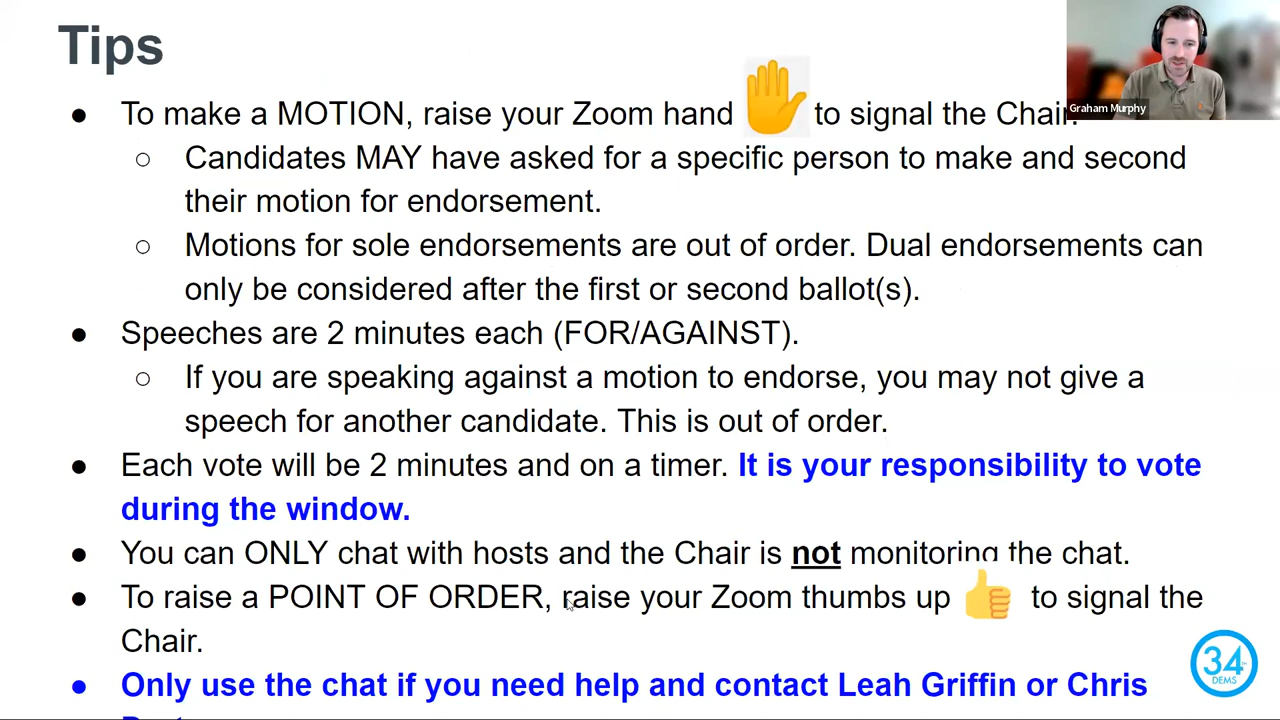 Tips
Graham Murphy
● To make a MOTION, raise your Zoom hand ✋ to signal the Chair.
○ Candidates MAY have asked for a specific person to make and second
their motion for endorsement.
○ Motions for sole endorsements are out of order. Dual endorsements can
only be considered after the first or second ballot(s).
● Speeches are 2 minutes each (FOR/AGAINST).
○ If you are speaking against a motion to endorse, you may not give a
speech for another candidate. This is out of order.
● Each vote will be 2 minutes and on a timer. It is your responsibility to vote
during the window.
● You can ONLY chat with hosts and the Chair is not monitoring the chat.
● To raise a POINT OF ORDER, raise your Zoom thumbs up 👍 to signal the
Chair.
● Only use the chat if you need help and contact Leah Griffin or Chris
34
DEMS